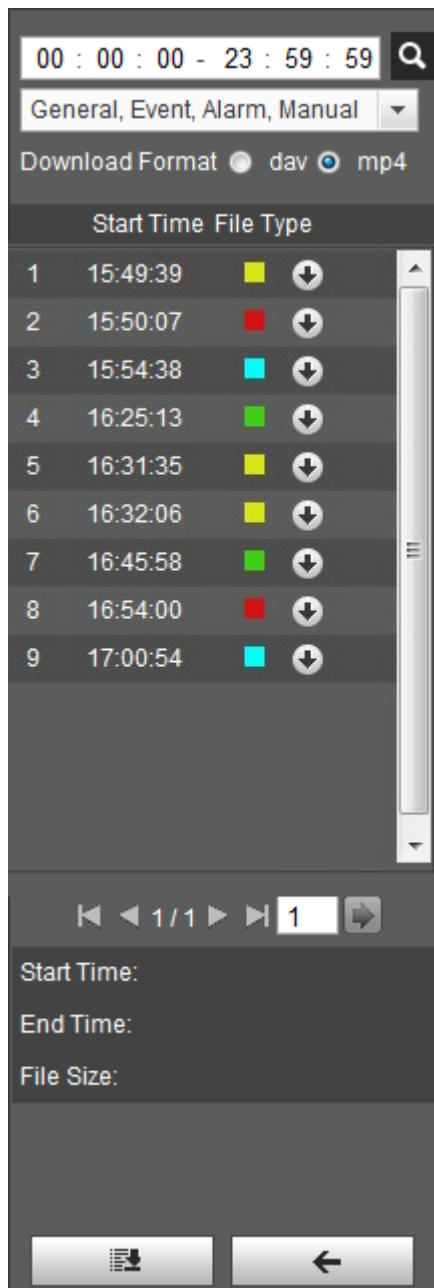 00 : 00 : 00 - 23 : 59 : 59
General, Event, Alarm, Manual
Download Format dav mp4
Start Time File Type
1 15:49:39
2 15:50:07
3 15:54:38
4 16:25:13
5 16:31:35
6 16:32:06
7 16:45:58
8 16:54:00
9 17:00:54
1 / 1 1
Start Time:
End Time:
File Size: